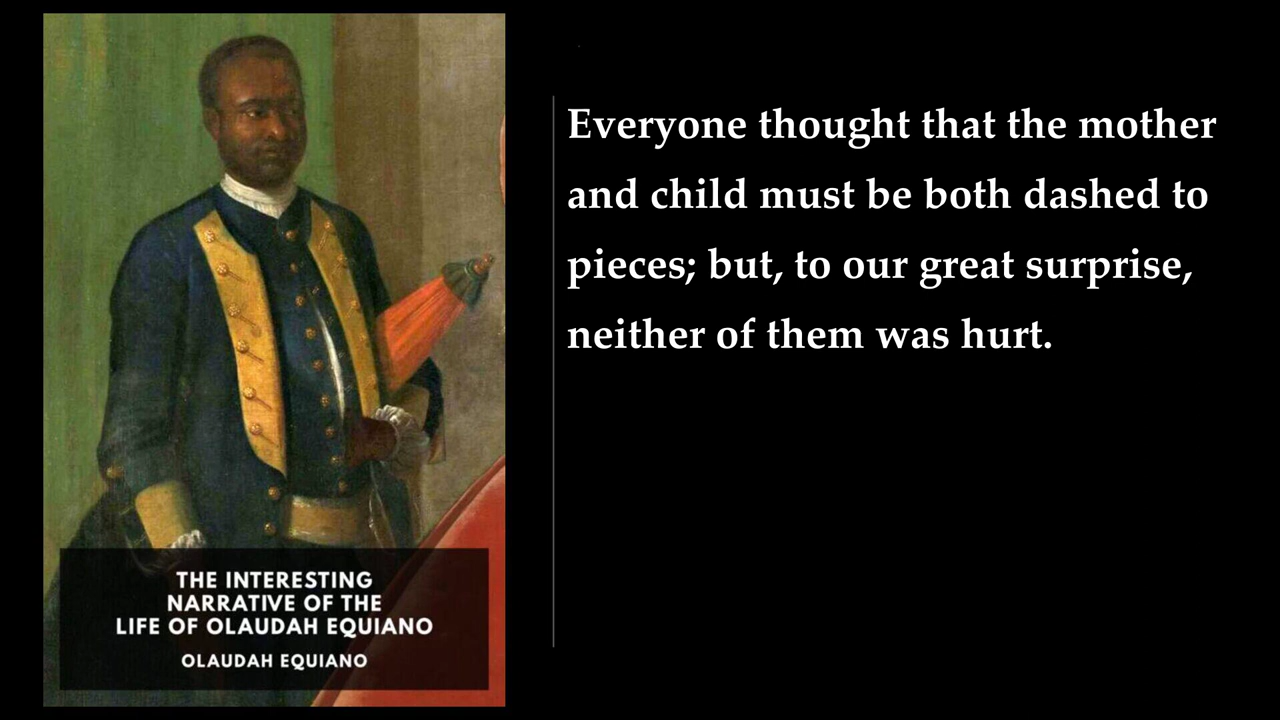 Everyone thought that the mother
and child must be both dashed to
pieces; but, to our great surprise,
neither of them was hurt.
THE INTERESTING
NARRATIVE OF THE
LIFE OF OLAUDAH EQUIANO
OLAUDAH EQUIANO